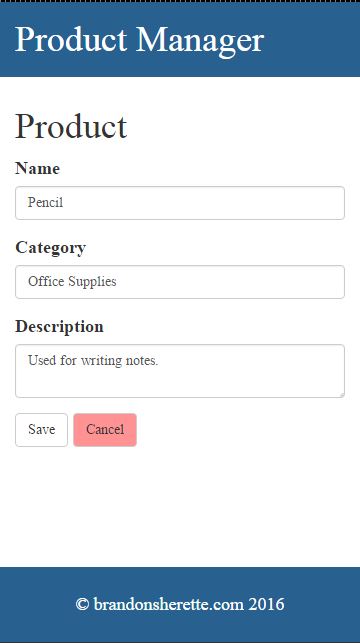 Product Manager
Product
Name
Pencil
Category
Office Supplies
Description
Used for writing notes.
Save Cancel
© brandonsherette.com 2016